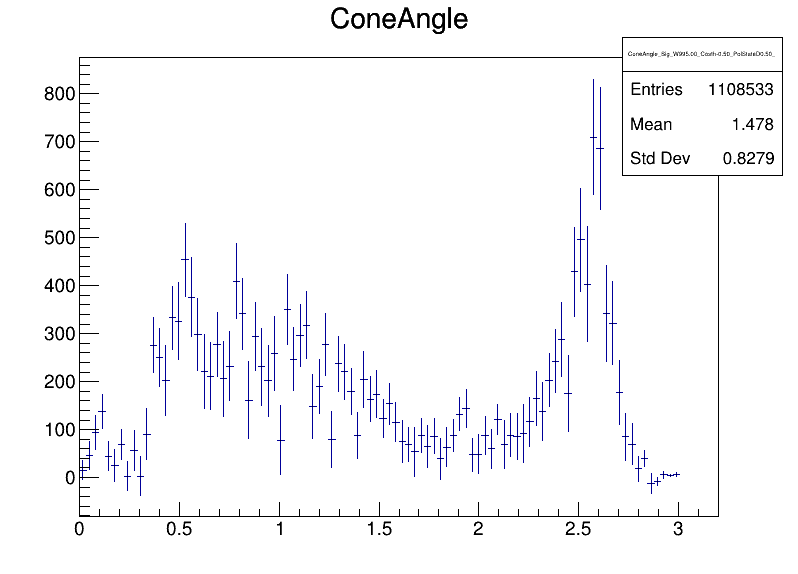 ConeAngle
ConeAngle_Sig_W995.00_Costh-0.50_PolStateD0.50_
Entries 1108533
Mean 1.478
Std Dev 0.8279
800
700
600
500
400
300
200
100
0
0 0.5 1 1.5 2 2.5 3